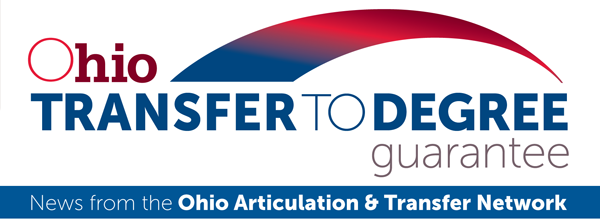 Ohio
TRANSFER TO DEGREE
guarantee
News from the Ohio Articulation & Transfer Network